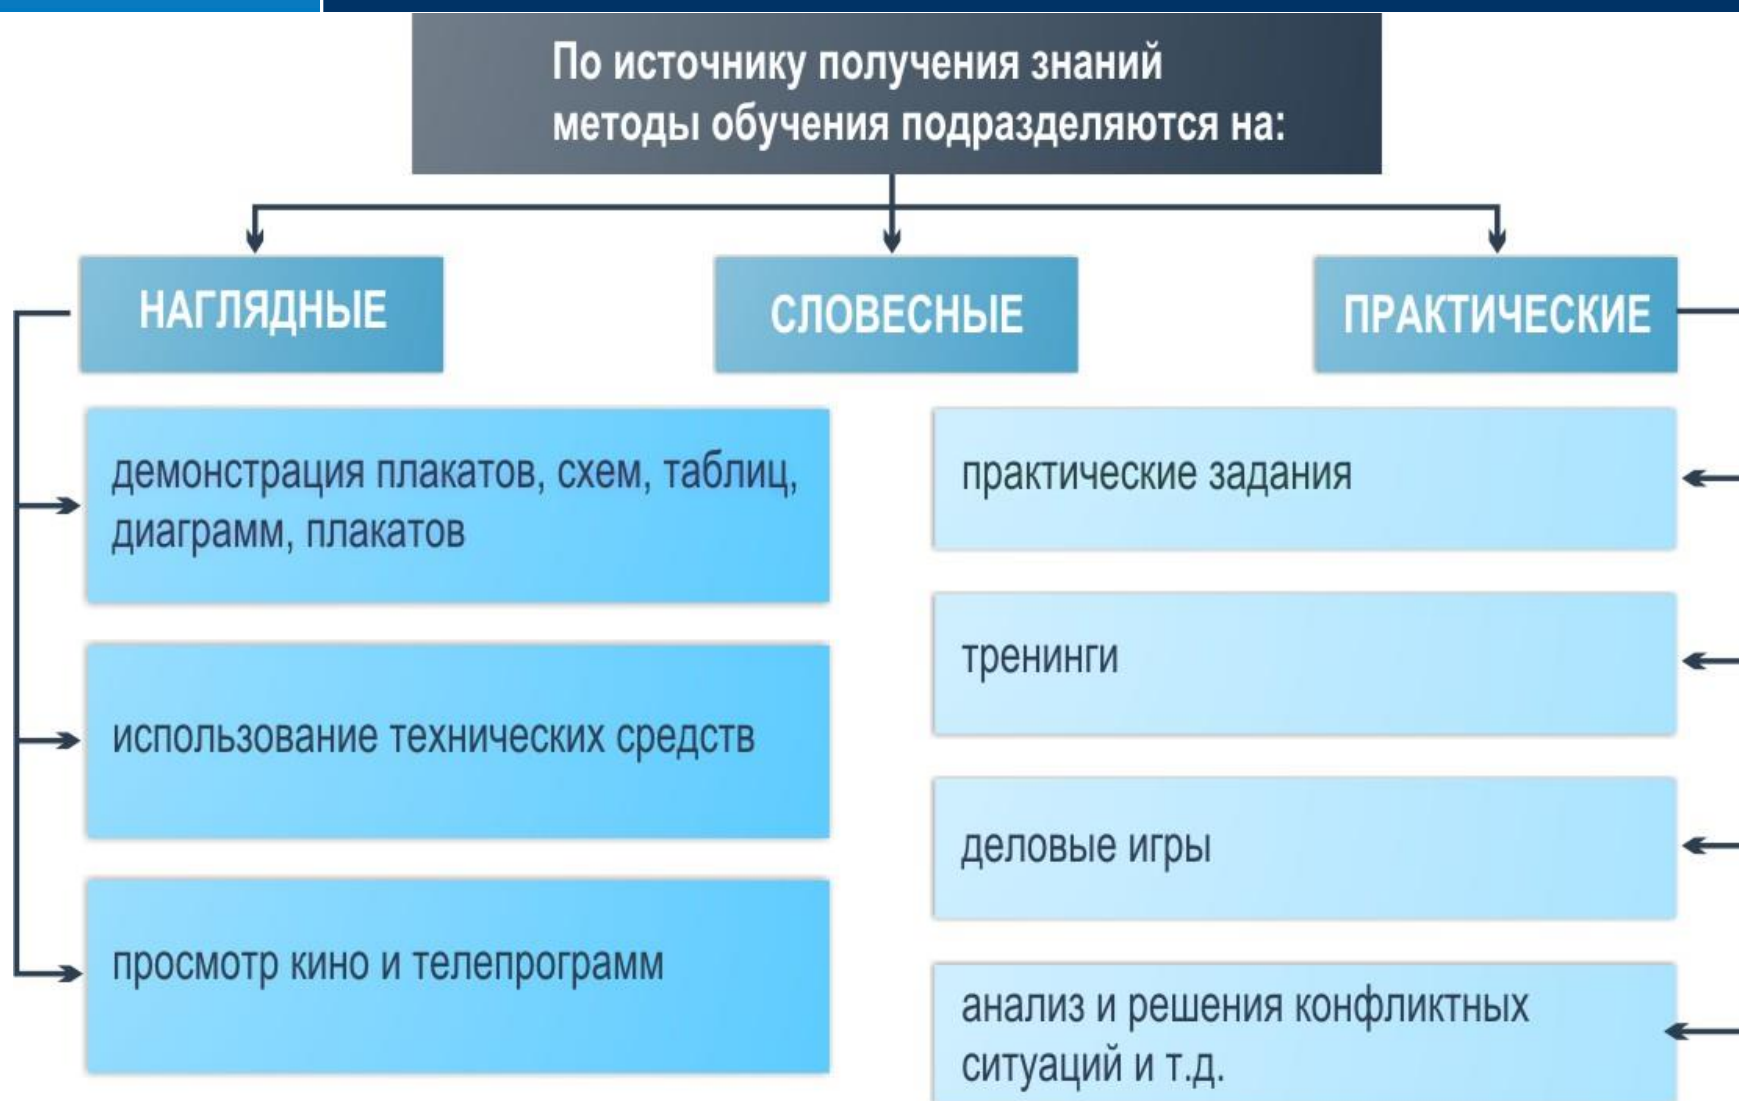 По источнику получения знаний
методы обучения подразделяются на:
НАГЛЯДНЫЕ
СЛОВЕСНЫЕ
ПРАКТИЧЕСКИЕ
демонстрация плакатов, схем, таблиц,
диаграмм, плакатов
использование технических средств
просмотр кино и телепрограмм
практические задания
тренинги
деловые игры
анализ и решения конфликтных
ситуаций и т.д.